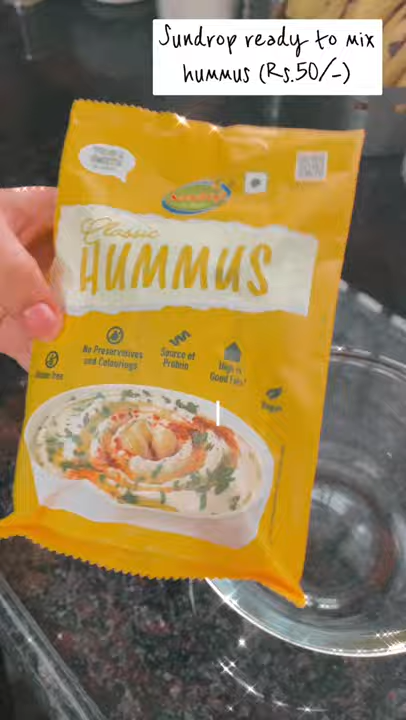 Sundrop ready to mix
hummus (Rs.50/-)
Classic
HUMMUS
No Preservatives
and Colourings
Source of
Protein
High in
Good Fats*
free
Vegan